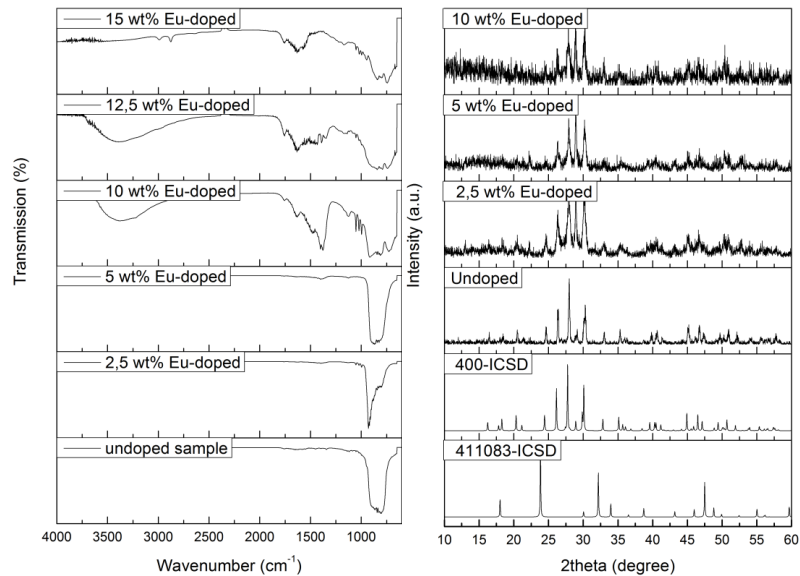 15 wt% Eu-doped
12,5 wt% Eu-doped
10 wt% Eu-doped
5 wt% Eu-doped
2,5 wt% Eu-doped
undoped sample
Transmission (%)
4000 3500 3000 2500 2000 1500 1000
Wavenumber (cm⁻¹)
10 wt% Eu-doped
5 wt% Eu-doped
2,5 wt% Eu-doped
Undoped
400-ICSD
411083-ICSD
Intensity (a.u.)
10 15 20 25 30 35 40 45 50 55 60
2theta (degree)